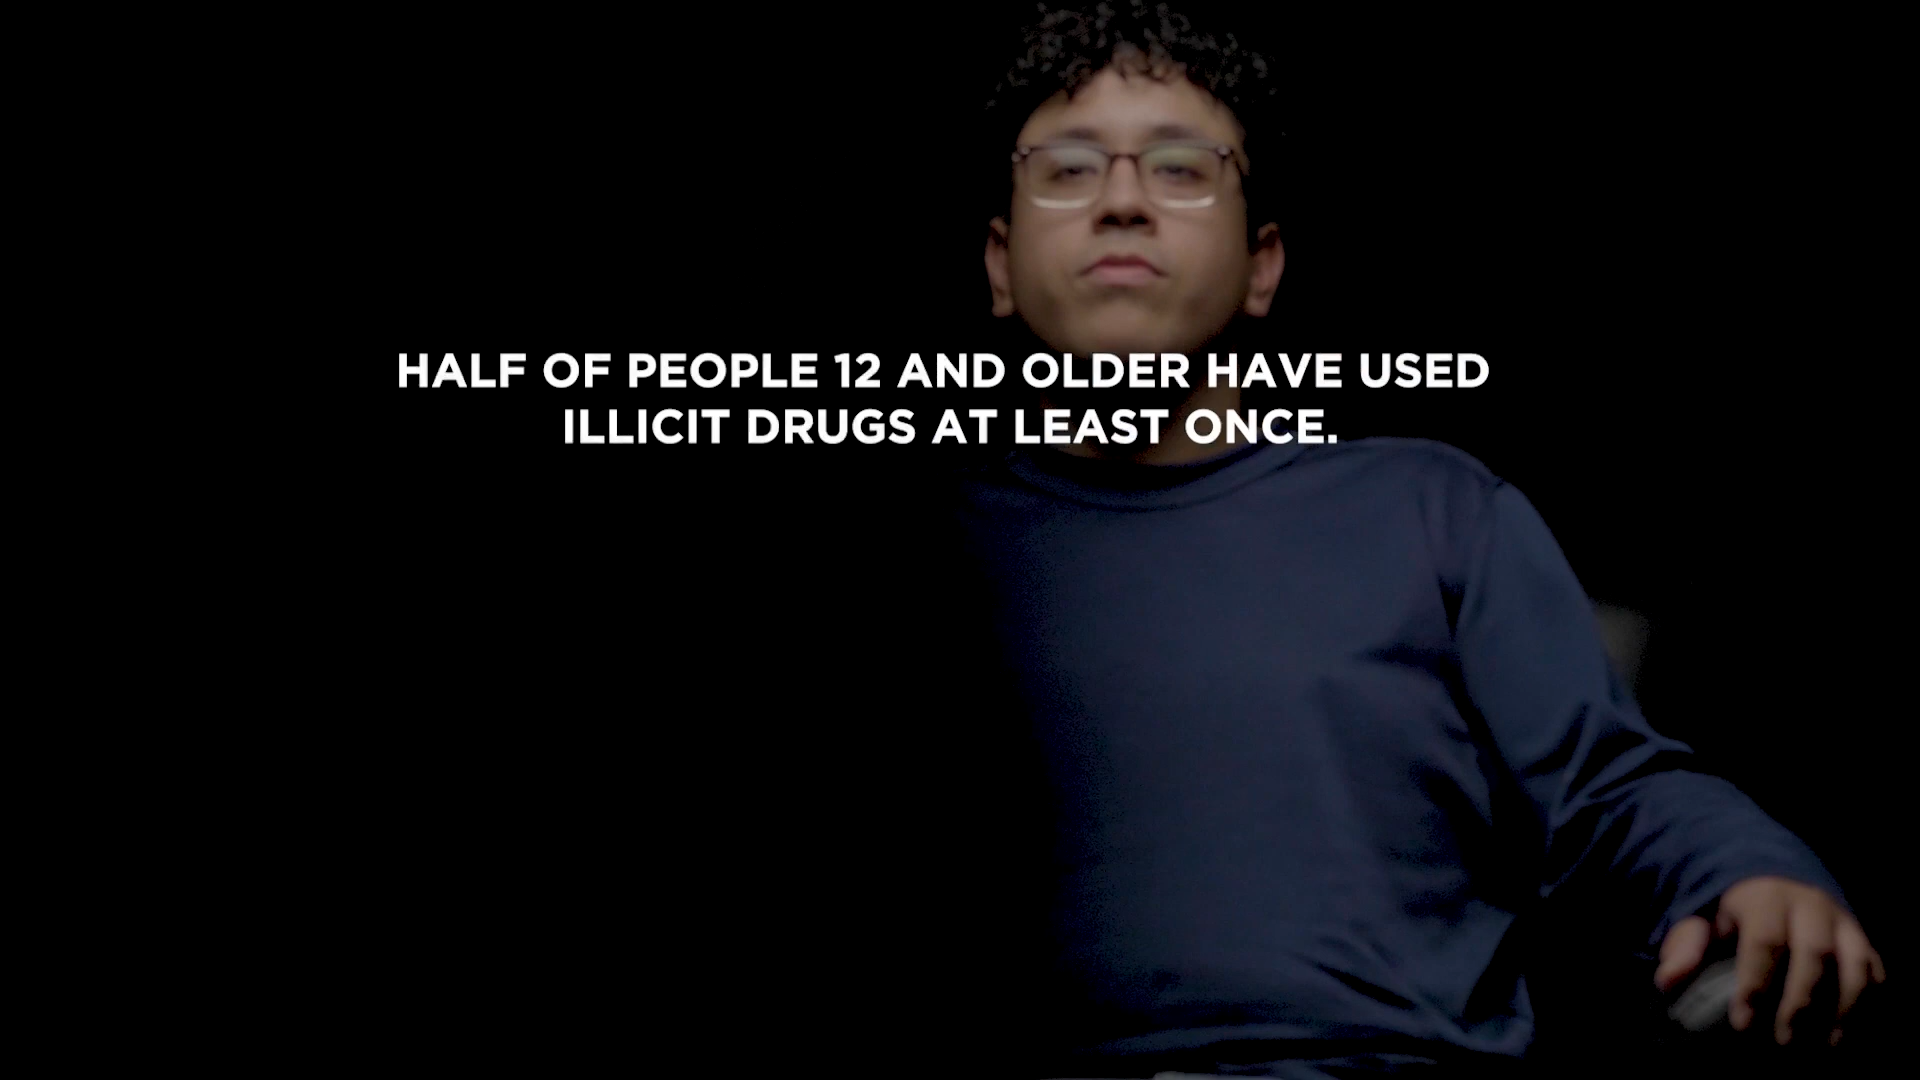 HALF OF PEOPLE 12 AND OLDER HAVE USED
ILLICIT DRUGS AT LEAST ONCE.